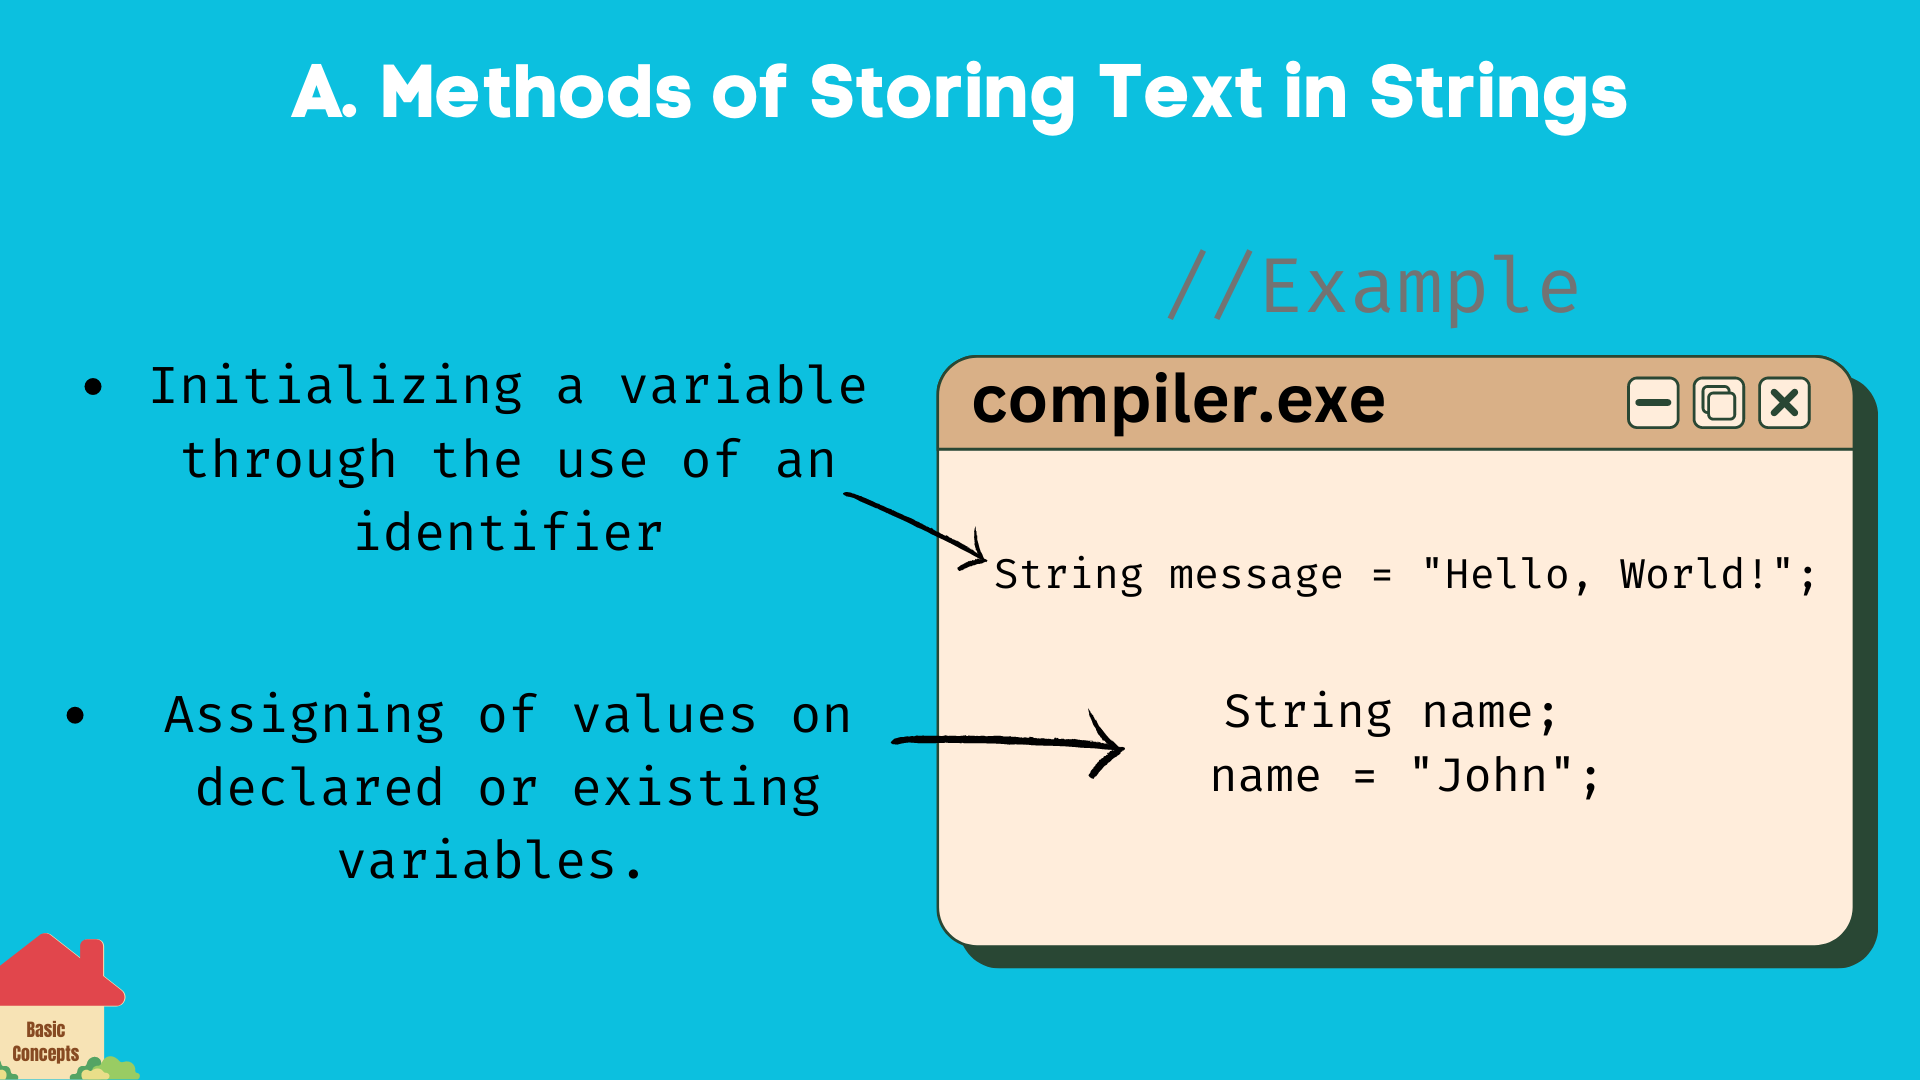 A. Methods of Storing Text in Strings
//Example
• Initializing a variable
through the use of an
identifier
• Assigning of values on
declared or existing
variables.
compiler.exe
String message = "Hello, World!";
String name;
name = "John";
Basic
Concepts